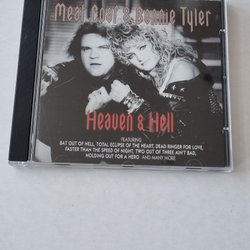 Meat Loaf & Bonnie Tyler
Heaven & Hell
FEATURING
BAT OUT OF HELL, TOTAL ECLIPSE OF THE HEART, DEAD RINGER FOR LOVE,
FASTER THAN THE SPEED OF NIGHT, TWO OUT OF THREE AIN'T BAD,
HOLDING OUT FOR A HERO AND MANY MORE